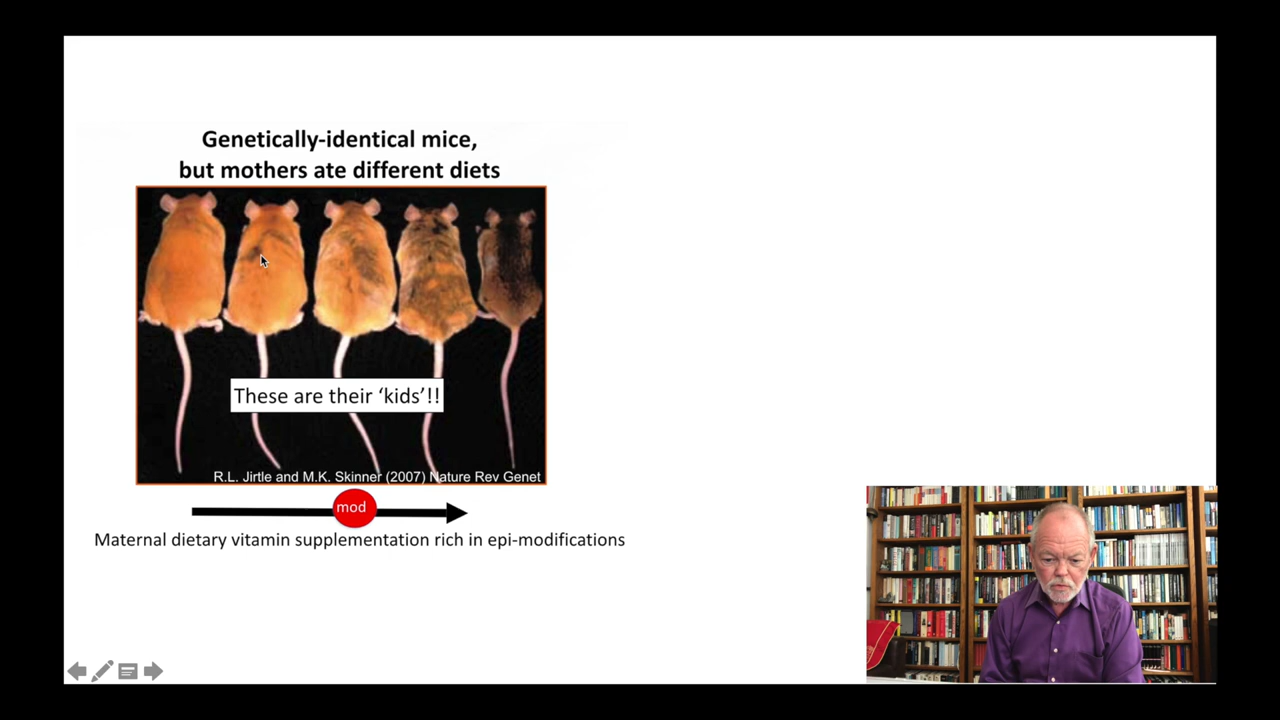 Genetically-identical mice,
but mothers ate different diets
These are their ‘kids’!!
R.L. Jirtle and M.K. Skinner (2007) Nature Rev Genet
mod
Maternal dietary vitamin supplementation rich in epi-modifications